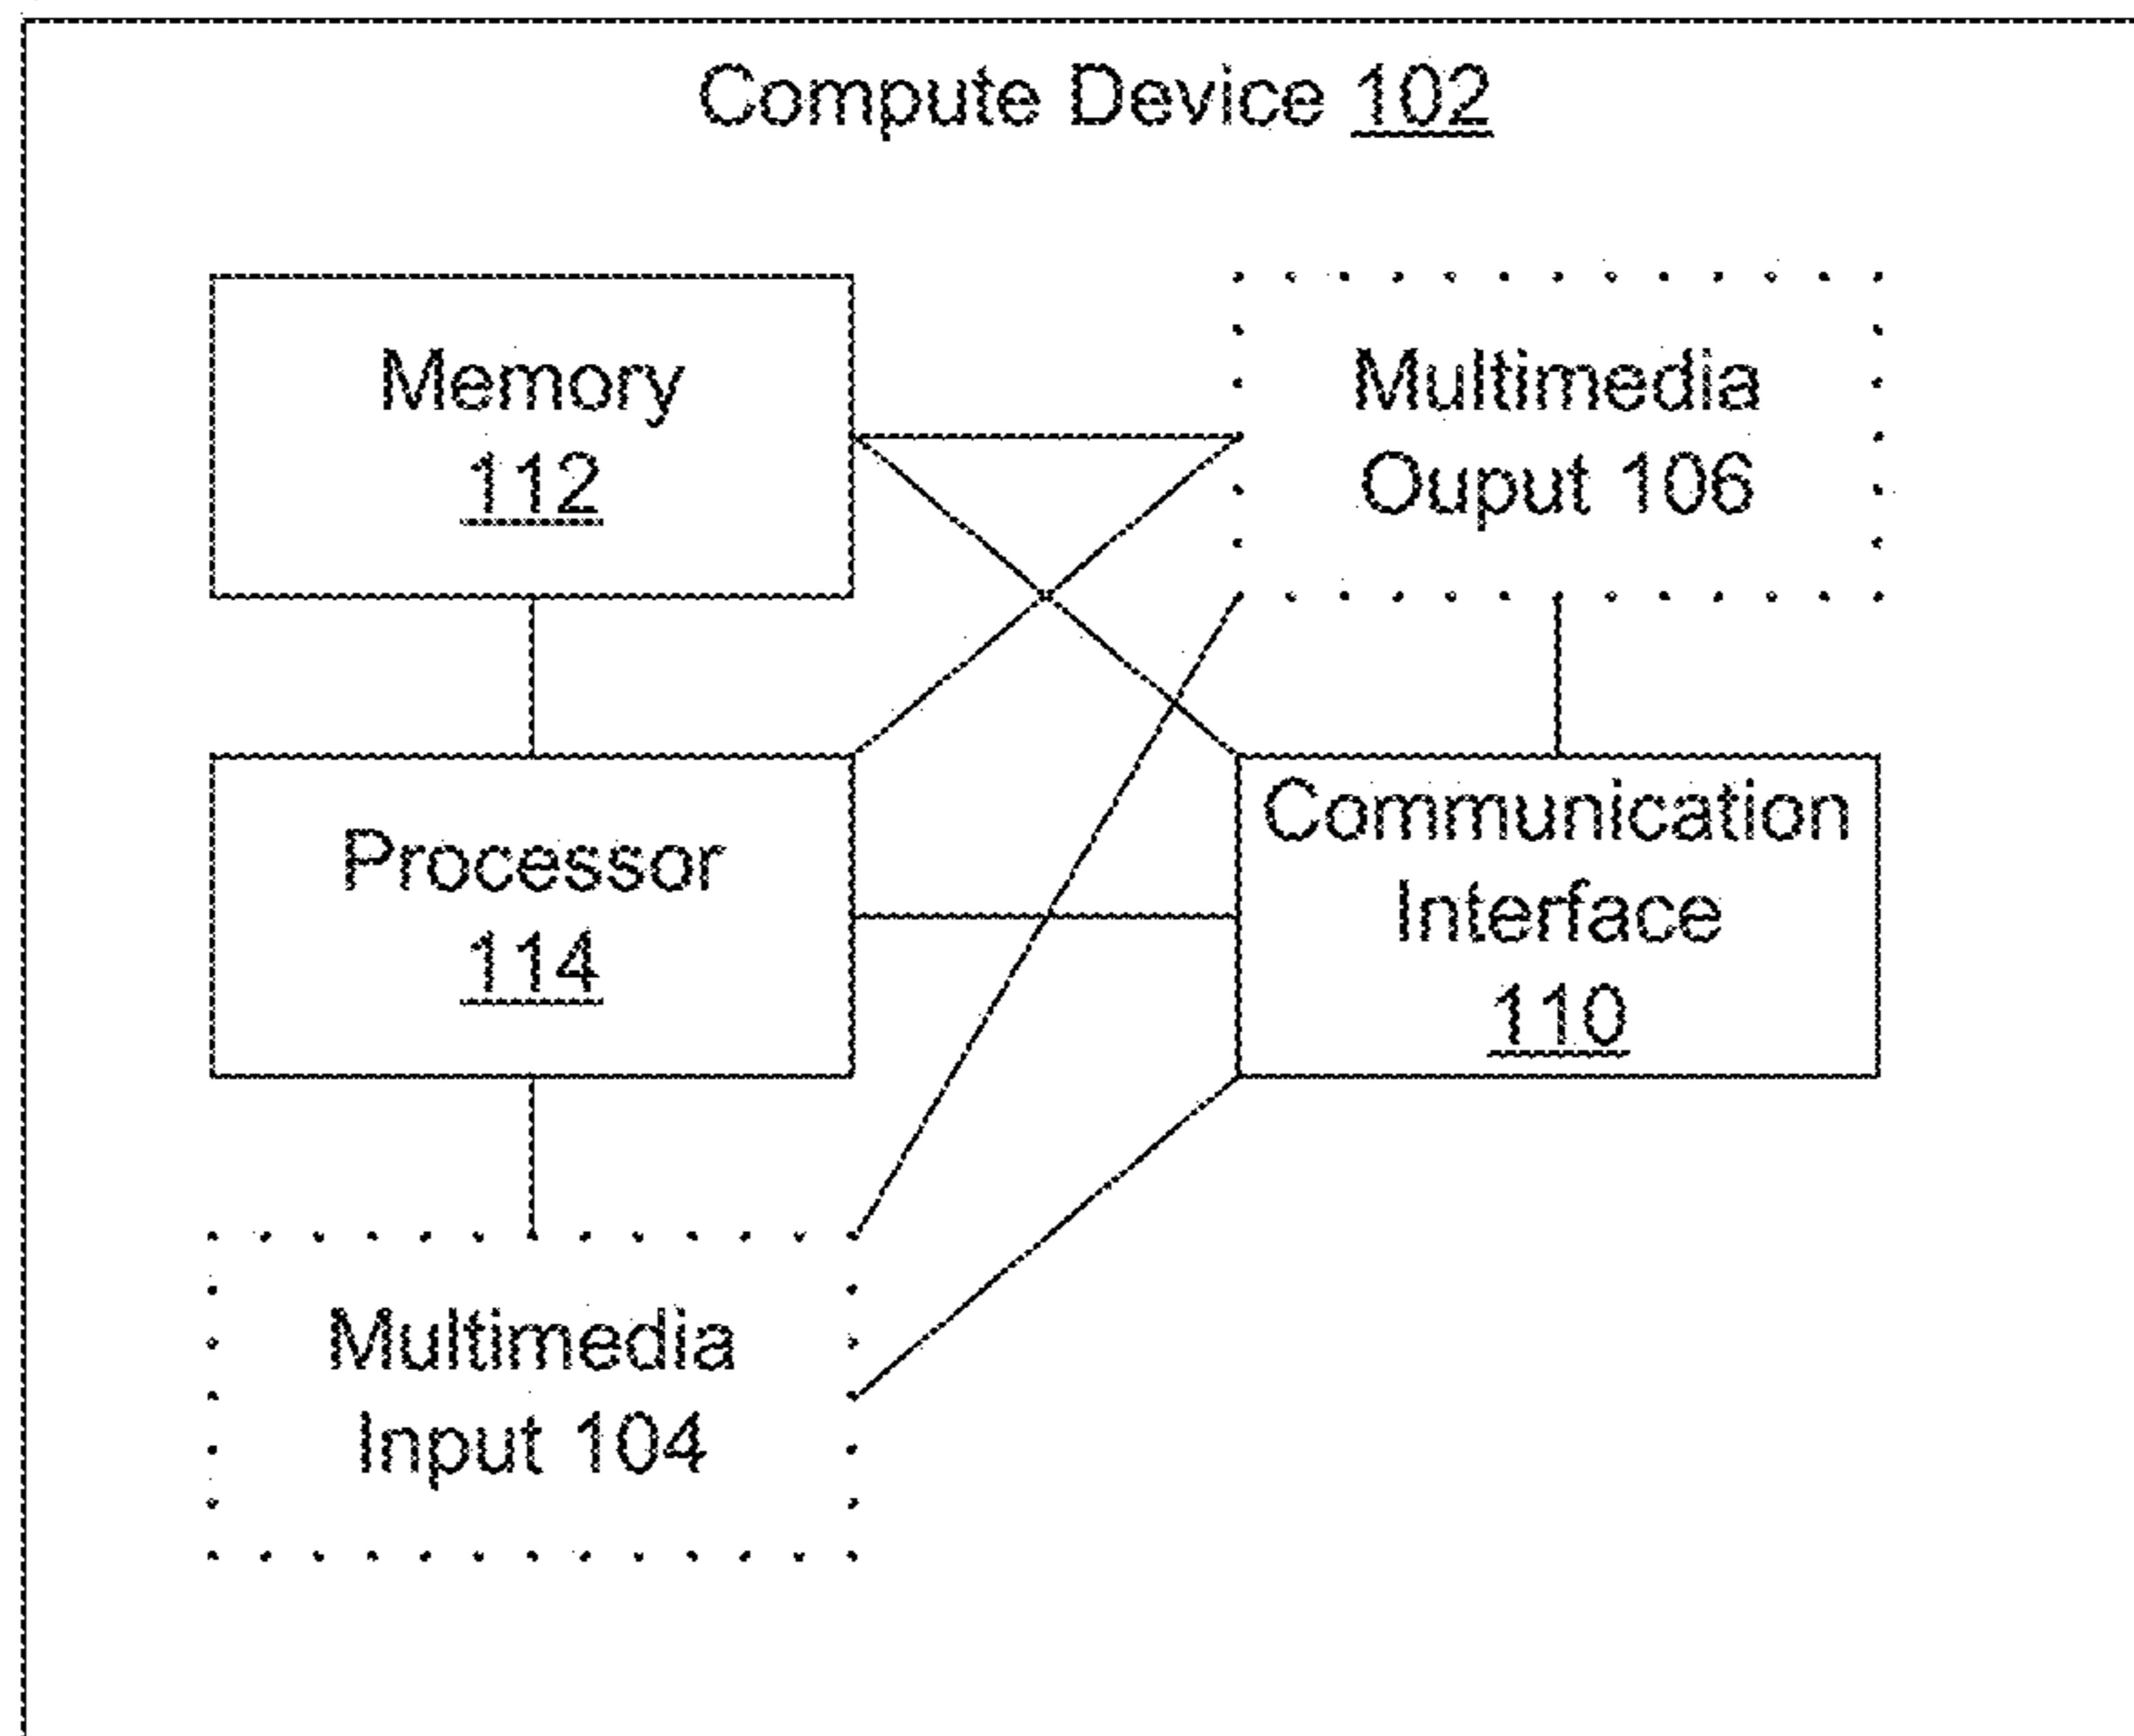 Compute Device 102
Memory
112
Multimedia
Ouput 106
Processor
114
Communication
Interface
110
Multimedia
Input 104